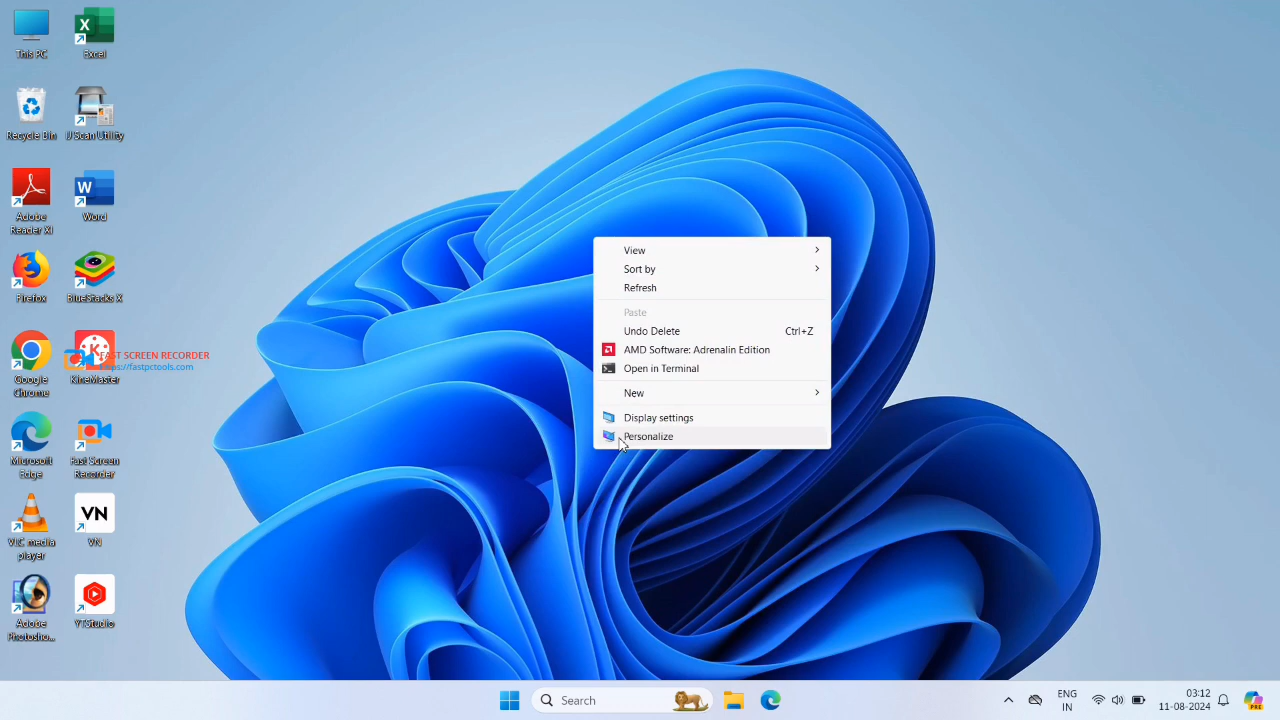 This PC
Excel
Recycle Bin
IJ Scan Utility
Adobe
Reader XI
Word
Firefox
BlueStacks X
Google
Chrome
KineMaster
FAST SCREEN RECORDER
https://fastpctools.com
Microsoft
Edge
Fast Screen
Recorder
VLC media
player
VN
VN
Adobe
Photosho...
YTStudio
View
Sort by
Refresh
Paste
Undo Delete Ctrl+Z
AMD Software: Adrenalin Edition
Open in Terminal
New
Display settings
Personalize
Search
ENG
IN
03:12
11-08-2024
PRE